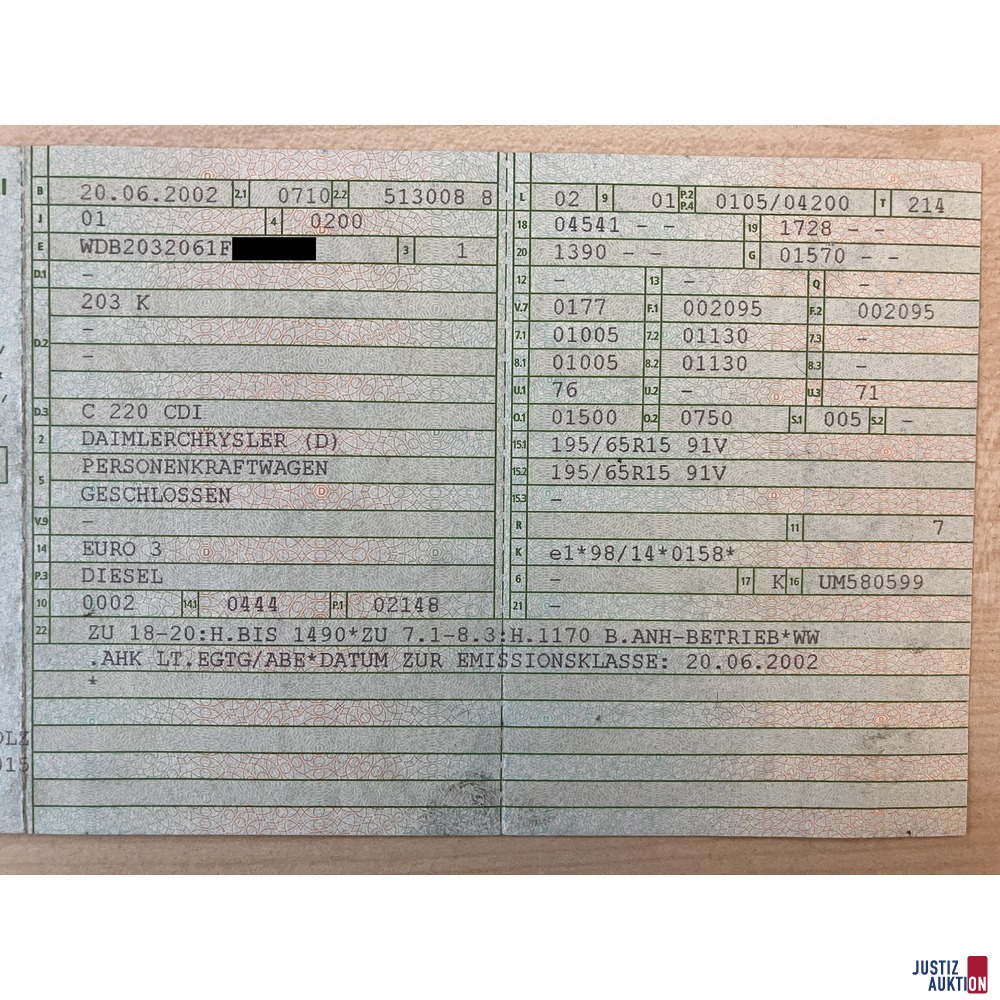 B 20.06.2002 2.1 0710 2.2 513008 8
J 01 4 0200
E WDB2032061F 3 1
D.1 –
203 K
D.2 –
–
D.3 C 220 CDI
2 DAIMLERCHRYSLER (D)
5 PERSONENKRAFTWAGEN
GESCHLOSSEN
V.9 –
14 EURO 3
P.3 DIESEL
10 0002 14.1 0444 P.1 02148
L 02 9 01 P.2 P.4 0105/04200 T 214
18 04541 – – 19 1728 – –
20 1390 – – G 01570 – –
12 – 13 – Q –
V.7 0177 F.1 002095 F.2 002095
7.1 01005 7.2 01130 7.3 –
8.1 01005 8.2 01130 8.3 –
U.1 76 U.2 – U.3 71
O.1 01500 O.2 0750 S.1 005 S.2 –
15.1 195/65R15 91V
15.2 195/65R15 91V
15.3 –
R 11 7
K e1*98/14*0158*
6 – 17 K 16 UM580599
21 –
22 ZU 18-20:H.BIS 1490*ZU 7.1-8.3:H.1170 B.ANH-BETRIEB*WW
.AHK LT.EGTG/ABE*DATUM ZUR EMISSIONSKLASSE: 20.06.2002
*
OLZ
015
JUSTIZ
AUKTION